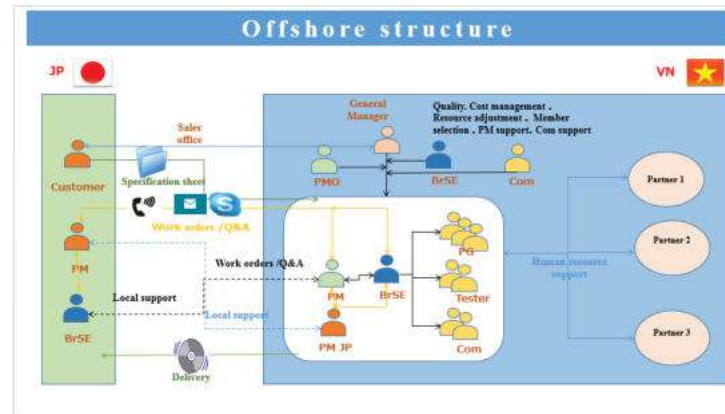 Offshore structure
JP
VN
General
Manager
Quality. Cost management .
Resource adjustment . Member
selection . PM support. Com support
Sales
office
Customer
Specification sheet
PMO
BrSE
Com
Partner 1
Work orders /Q&A
PM
PG
Partner 2
Work orders /Q&A
Human resource
support
Local support
PM
BrSE
Tester
BrSE
Local support
PM JP
Com
Partner 3
Delivery